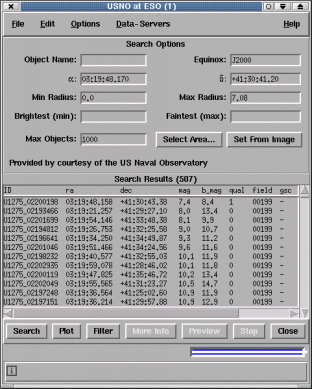 USNO at ESO (1)
File Edit Options Data-Servers Help
Search Options
Object Name: Equinox: J2000
α: 03:19:48.170 δ: +41:30:41.20
Min Radius: 0.0 Max Radius: 7.08
Brightest (min): Faintest (max):
Max Objects: 1000 Select Area... Set From Image
Provided by courtesy of the US Naval Observatory
Search Results (507)
ID ra dec mag b_mag qual field gsc
U1275_02200198 03:19:48.158 +41:30:43.38 7.4 8.4 1 00199 -
U1275_02193466 03:19:21.257 +41:29:27.10 8.0 13.4 0 00199 -
U1275_02201699 03:19:54.146 +41:33:48.38 8.1 9.9 0 00199 -
U1275_02194812 03:19:26.753 +41:32:25.58 9.0 10.7 0 00199 -
U1275_02196641 03:19:34.250 +41:34:49.87 9.3 11.2 0 00199 -
U1275_02201046 03:19:51.466 +41:34:24.56 9.6 11.6 0 00199 -
U1275_02198232 03:19:40.577 +41:32:55.03 10.1 11.9 0 00199 -
U1275_02202935 03:19:59.078 +41:28:46.02 10.1 11.8 0 00199 -
U1275_02199812 03:19:47.825 +41:35:46.72 10.2 13.4 0 00199 -
U1275_02202049 03:19:55.565 +41:31:23.27 10.5 14.7 0 00199 -
U1275_02197248 03:19:36.564 +41:25:02.60 10.9 11.9 0 00199 -
U1275_02197151 03:19:36.214 +41:29:57.88 10.9 12.9 0 00199 -
Search Plot Filter More Info Preview Stop Close